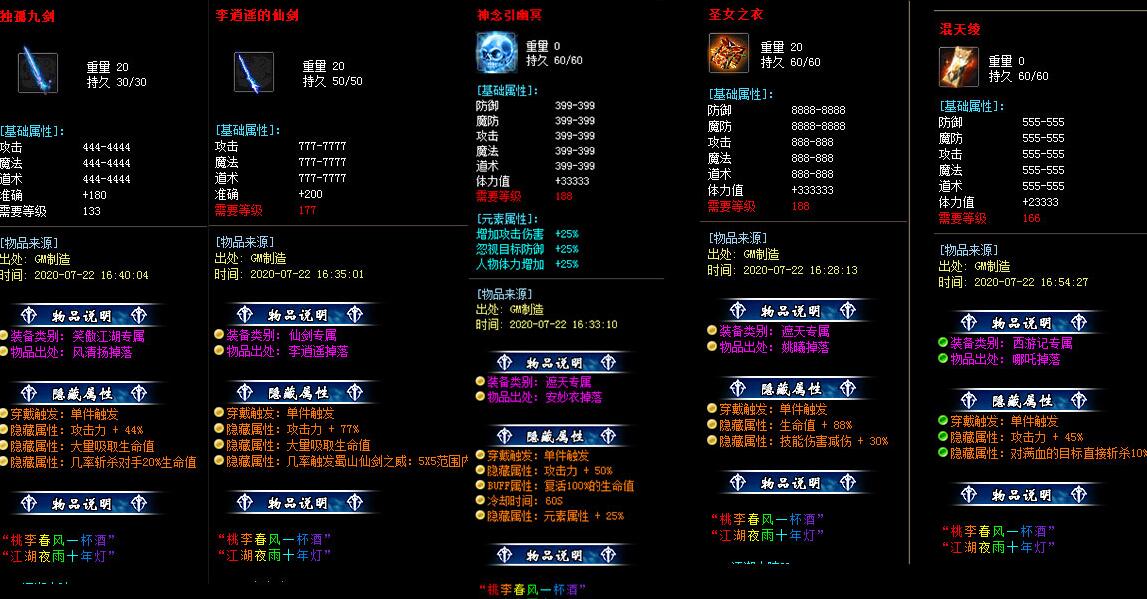 独孤九剑
重量 20
持久 30/30
[基础属性]:
攻击 444-4444
魔法 444-4444
道术 444-4444
准确 +180
需要等级 133
[物品来源]
出处: GM制造
时间: 2020-07-22 16:40:04
物品说明
装备类别: 笑傲江湖专属
物品出处: 风清扬掉落
隐藏属性
穿戴触发: 单件触发
隐藏属性: 攻击力 + 44%
隐藏属性: 大量吸取生命值
隐藏属性: 几率斩杀对手20%生命值
物品说明
“桃李春风一杯酒”
“江湖夜雨十年灯”
李逍遥的仙剑
重量 20
持久 50/50
[基础属性]:
攻击 777-7777
魔法 777-7777
道术 777-7777
准确 +200
需要等级 177
[物品来源]
出处: GM制造
时间: 2020-07-22 16:35:01
物品说明
装备类别: 仙剑专属
物品出处: 李逍遥掉落
隐藏属性
穿戴触发: 单件触发
隐藏属性: 攻击力 + 77%
隐藏属性: 大量吸取生命值
隐藏属性: 几率触发蜀山仙剑之威: 5X5范围内
物品说明
“桃李春风一杯酒”
“江湖夜雨十年灯”
神念引幽冥
重量 0
持久 60/60
[基础属性]:
防御 399-399
魔防 399-399
攻击 399-399
魔法 399-399
道术 399-399
体力值 +33333
需要等级 188
[元素属性]:
增加攻击伤害 +25%
忽视目标防御 +25%
人物体力增加 +25%
[物品来源]
出处: GM制造
时间: 2020-07-22 16:33:10
物品说明
装备类别: 遮天专属
物品出处: 安妙衣掉落
隐藏属性
穿戴触发: 单件触发
隐藏属性: 攻击力 + 50%
BUFF属性: 复活100%的生命值
冷却时间: 60S
隐藏属性: 元素属性 + 25%
物品说明
“桃李春风一杯酒”
圣女之衣
重量 20
持久 60/60
[基础属性]:
防御 8888-8888
魔防 8888-8888
攻击 888-888
魔法 888-888
道术 888-888
体力值 +333333
需要等级 188
[物品来源]
出处: GM制造
时间: 2020-07-22 16:28:13
物品说明
装备类别: 遮天专属
物品出处: 姚曦掉落
隐藏属性
穿戴触发: 单件触发
隐藏属性: 生命值 + 88%
隐藏属性: 技能伤害减伤 + 30%
物品说明
“桃李春风一杯酒”
“江湖夜雨十年灯”
混天绫
重量 0
持久 60/60
[基础属性]:
防御 555-555
魔防 555-555
攻击 555-555
魔法 555-555
道术 555-555
体力值 +23333
需要等级 166
[物品来源]
出处: GM制造
时间: 2020-07-22 16:54:27
物品说明
装备类别: 西游记专属
物品出处: 哪吒掉落
隐藏属性
穿戴触发: 单件触发
隐藏属性: 攻击力 + 45%
隐藏属性: 对满血的目标直接斩杀10%
物品说明
“桃李春风一杯酒”
“江湖夜雨十年灯”